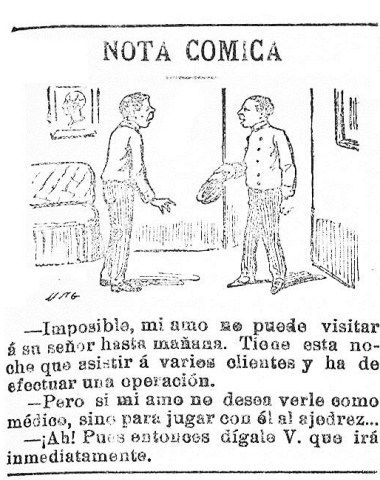 NOTA COMICA
—Imposible, mi amo no puede visitar
á su señor hasta mañana. Tiene esta no-
che que asistir á varios clientes y ha de
efectuar una operación.
—Pero si mi amo no desea verle como
médico, sino para jugar con él al ajedrez...
—¡Ah! Pues entonces dígale V. que irá
inmediatamente.